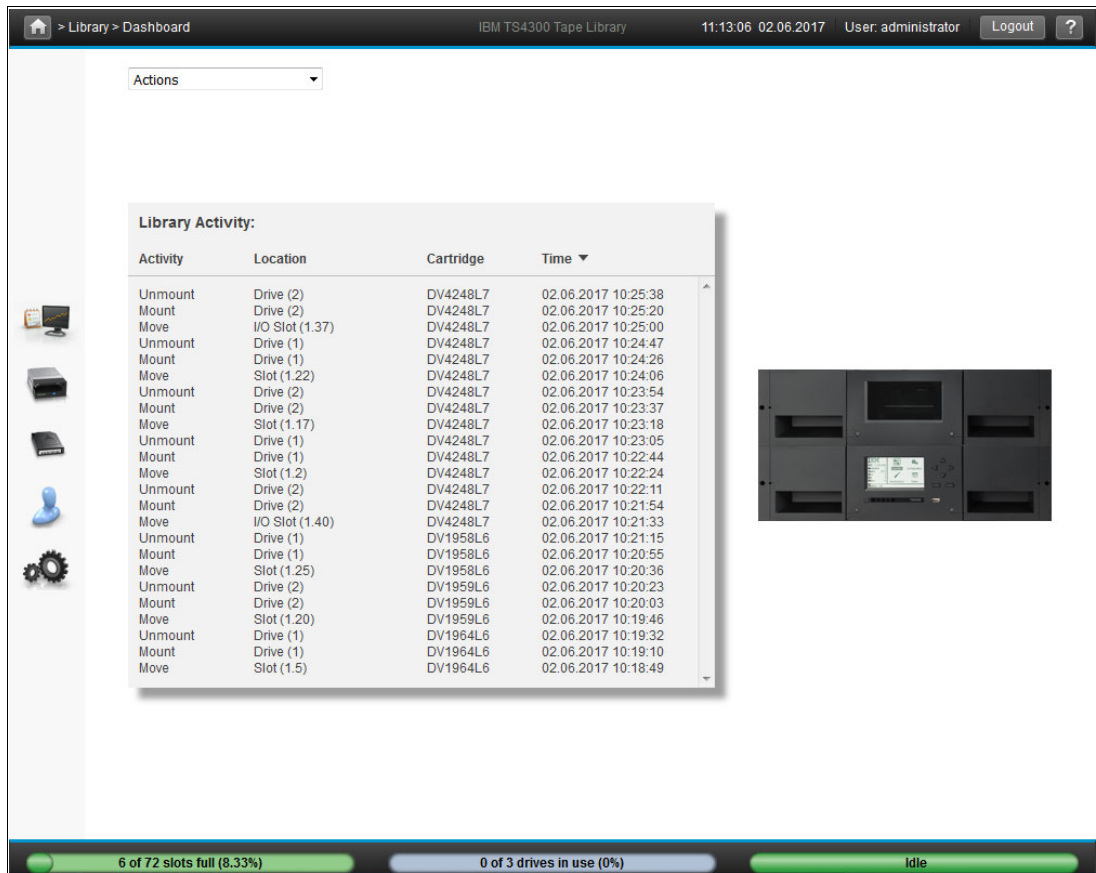 > Library > Dashboard IBM TS4300 Tape Library 11:13:06 02.06.2017 User: administrator Logout ?
Actions
Library Activity:
Activity Location Cartridge Time
Unmount Drive (2) DV4248L7 02.06.2017 10:25:38
Mount Drive (2) DV4248L7 02.06.2017 10:25:20
Move I/O Slot (1.37) DV4248L7 02.06.2017 10:25:00
Unmount Drive (1) DV4248L7 02.06.2017 10:24:47
Mount Drive (1) DV4248L7 02.06.2017 10:24:26
Move Slot (1.22) DV4248L7 02.06.2017 10:24:06
Unmount Drive (2) DV4248L7 02.06.2017 10:23:54
Mount Drive (2) DV4248L7 02.06.2017 10:23:37
Move Slot (1.17) DV4248L7 02.06.2017 10:23:18
Unmount Drive (1) DV4248L7 02.06.2017 10:23:05
Mount Drive (1) DV4248L7 02.06.2017 10:22:44
Move Slot (1.2) DV4248L7 02.06.2017 10:22:24
Unmount Drive (2) DV4248L7 02.06.2017 10:22:11
Mount Drive (2) DV4248L7 02.06.2017 10:21:54
Move I/O Slot (1.40) DV4248L7 02.06.2017 10:21:33
Unmount Drive (1) DV1958L6 02.06.2017 10:21:15
Mount Drive (1) DV1958L6 02.06.2017 10:20:55
Move Slot (1.25) DV1958L6 02.06.2017 10:20:36
Unmount Drive (2) DV1959L6 02.06.2017 10:20:23
Mount Drive (2) DV1959L6 02.06.2017 10:20:03
Move Slot (1.20) DV1959L6 02.06.2017 10:19:46
Unmount Drive (1) DV1964L6 02.06.2017 10:19:32
Mount Drive (1) DV1964L6 02.06.2017 10:19:10
Move Slot (1.5) DV1964L6 02.06.2017 10:18:49
6 of 72 slots full (8.33%) 0 of 3 drives in use (0%) Idle